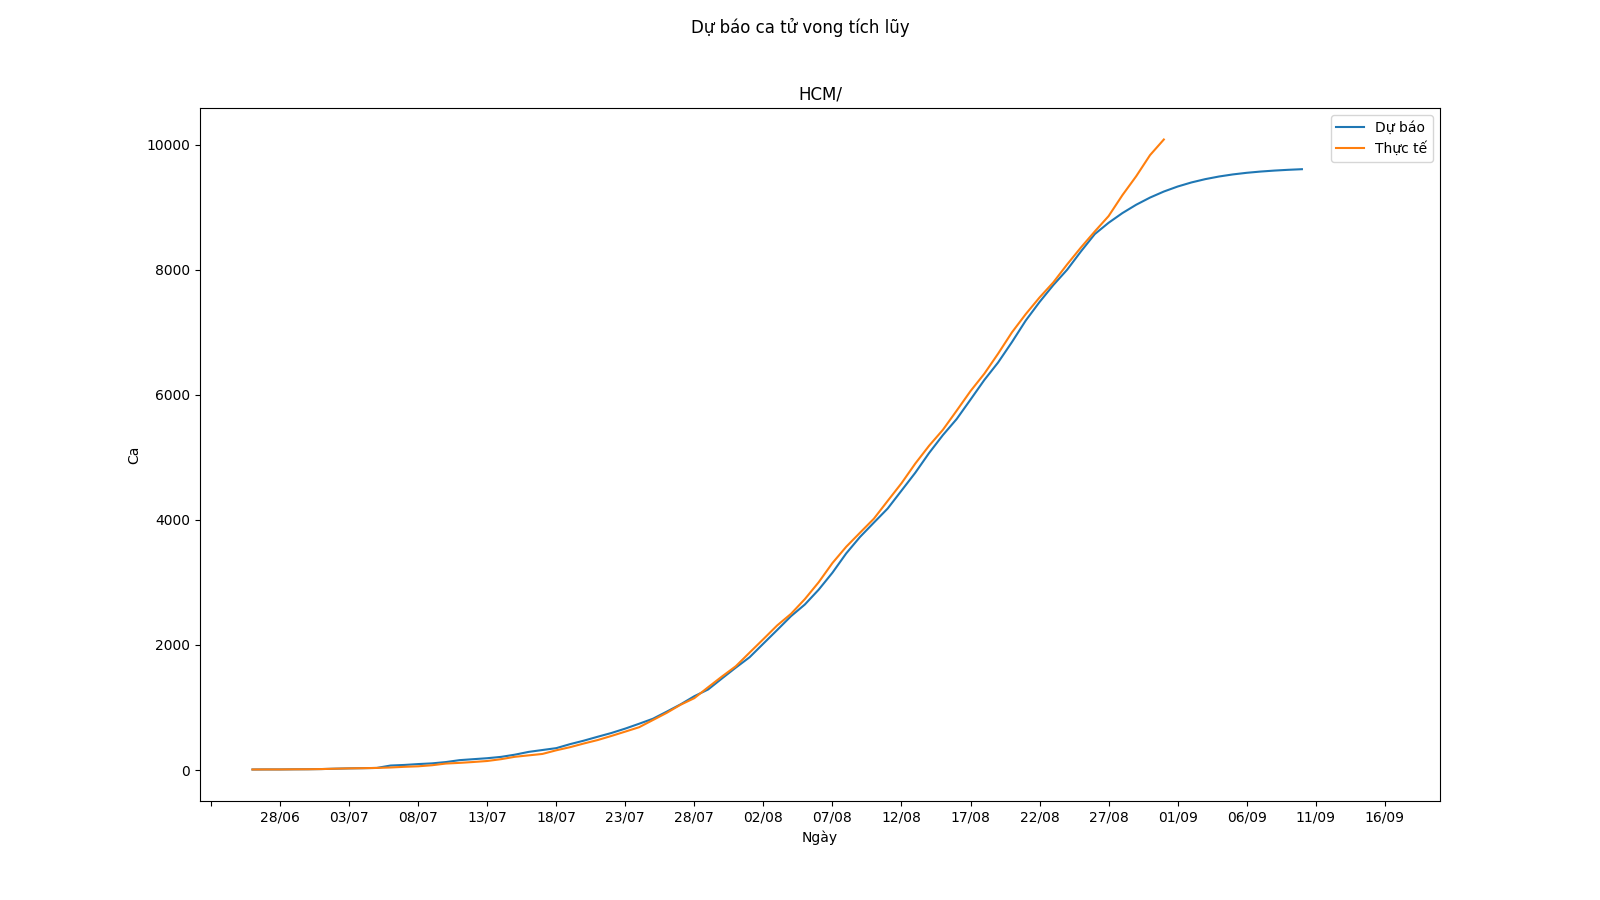 Dự báo ca tử vong tích lũy
HCM/
Dự báo
Thực tế
10000
8000
6000
4000
2000
0
Ca
28/06 03/07 08/07 13/07 18/07 23/07 28/07 02/08 07/08 12/08 17/08 22/08 27/08 01/09 06/09 11/09 16/09
Ngày